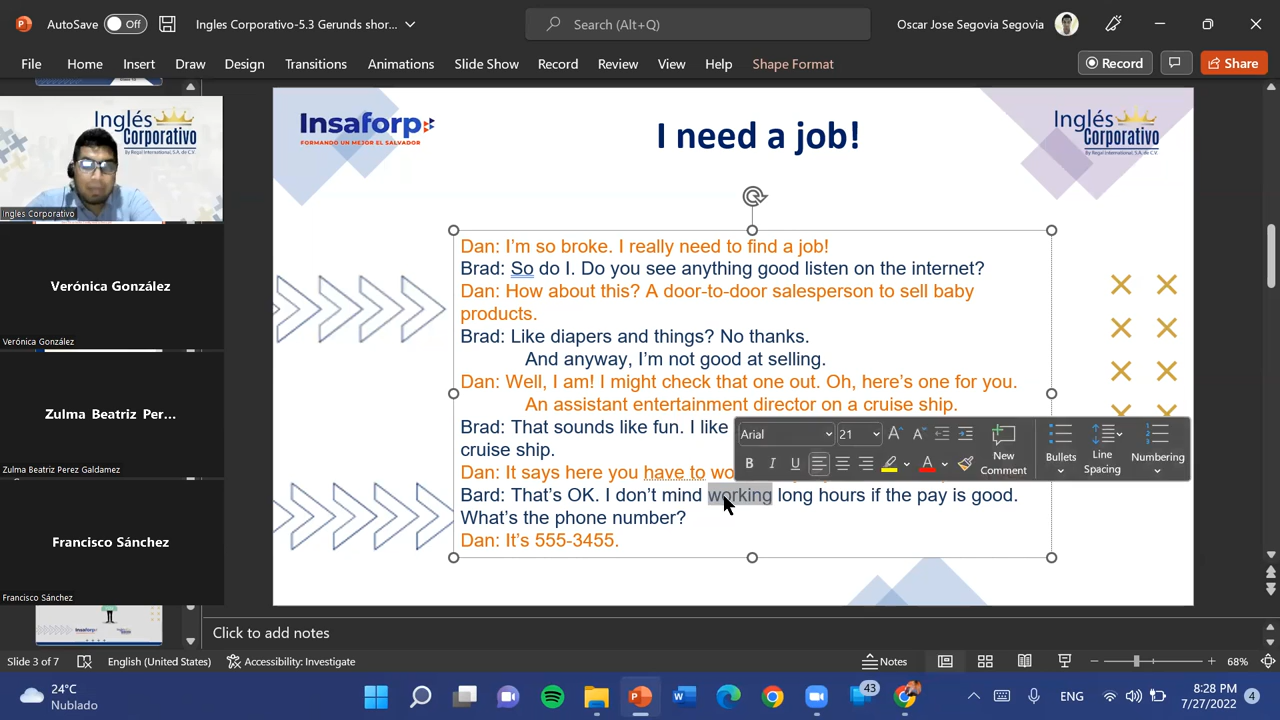 AutoSave Off Ingles Corporativo-5.3 Gerunds shor... Search (Alt+Q) Oscar Jose Segovia Segovia
File Home Insert Draw Design Transitions Animations Slide Show Record Review View Help Shape Format Record Share
Inglés
Corporativo
Ingles Corporativo
Verónica González
Verónica González
Zulma Beatriz Per...
Zulma Beatriz Perez Galdamez
Francisco Sánchez
Francisco Sánchez
Insaforp
FORMANDO UN MEJOR EL SALVADOR
I need a job!
Inglés
Corporativo
By Regal International, S.A. de C.V.
Dan: I'm so broke. I really need to find a job!
Brad: So do I. Do you see anything good listen on the internet?
Dan: How about this? A door-to-door salesperson to sell baby
products.
Brad: Like diapers and things? No thanks.
And anyway, I'm not good at selling.
Dan: Well, I am! I might check that one out. Oh, here's one for you.
An assistant entertainment director on a cruise ship.
Brad: That sounds like fun. I like
cruise ship.
Dan: It says here you have to wo
Bard: That's OK. I don't mind working long hours if the pay is good.
What's the phone number?
Dan: It's 555-3455.
Arial 21
B I U A
New
Comment
Bullets
Line
Spacing
Numbering
Click to add notes
Slide 3 of 7 English (United States) Accessibility: Investigate Notes 68%
24°C
Nublado
43
ENG
8:28 PM
7/27/2022
4